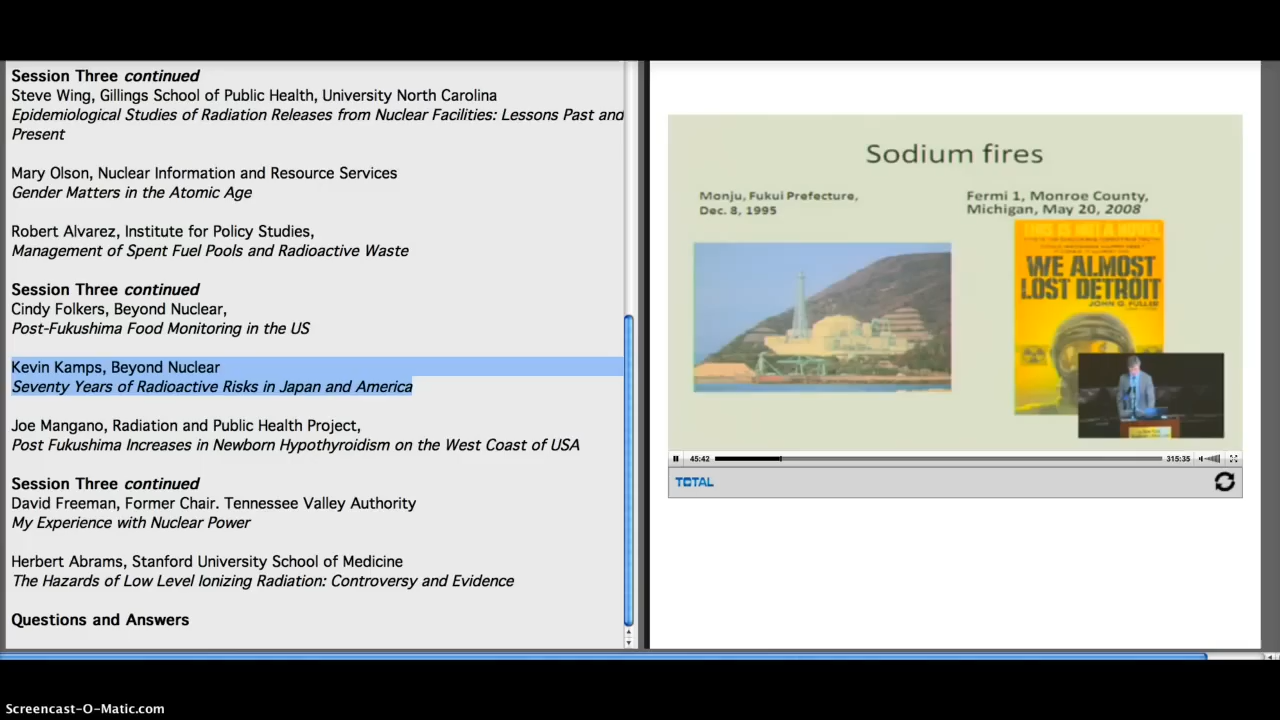 Session Three continued
Steve Wing, Gillings School of Public Health, University North Carolina
Epidemiological Studies of Radiation Releases from Nuclear Facilities: Lessons Past and
Present
Mary Olson, Nuclear Information and Resource Services
Gender Matters in the Atomic Age
Robert Alvarez, Institute for Policy Studies,
Management of Spent Fuel Pools and Radioactive Waste
Session Three continued
Cindy Folkers, Beyond Nuclear,
Post-Fukushima Food Monitoring in the US
Kevin Kamps, Beyond Nuclear
Seventy Years of Radioactive Risks in Japan and America
Joe Mangano, Radiation and Public Health Project,
Post Fukushima Increases in Newborn Hypothyroidism on the West Coast of USA
Session Three continued
David Freeman, Former Chair. Tennessee Valley Authority
My Experience with Nuclear Power
Herbert Abrams, Stanford University School of Medicine
The Hazards of Low Level Ionizing Radiation: Controversy and Evidence
Questions and Answers
Sodium fires
Monju, Fukui Prefecture,
Dec. 8, 1995
Fermi 1, Monroe County,
Michigan, May 20, 2008
THIS IS NOT A NOVEL
WE ALMOST
LOST DETROIT
JOHN G. FULLER
45:42
315:35
TOTAL
Screencast-O-Matic.com